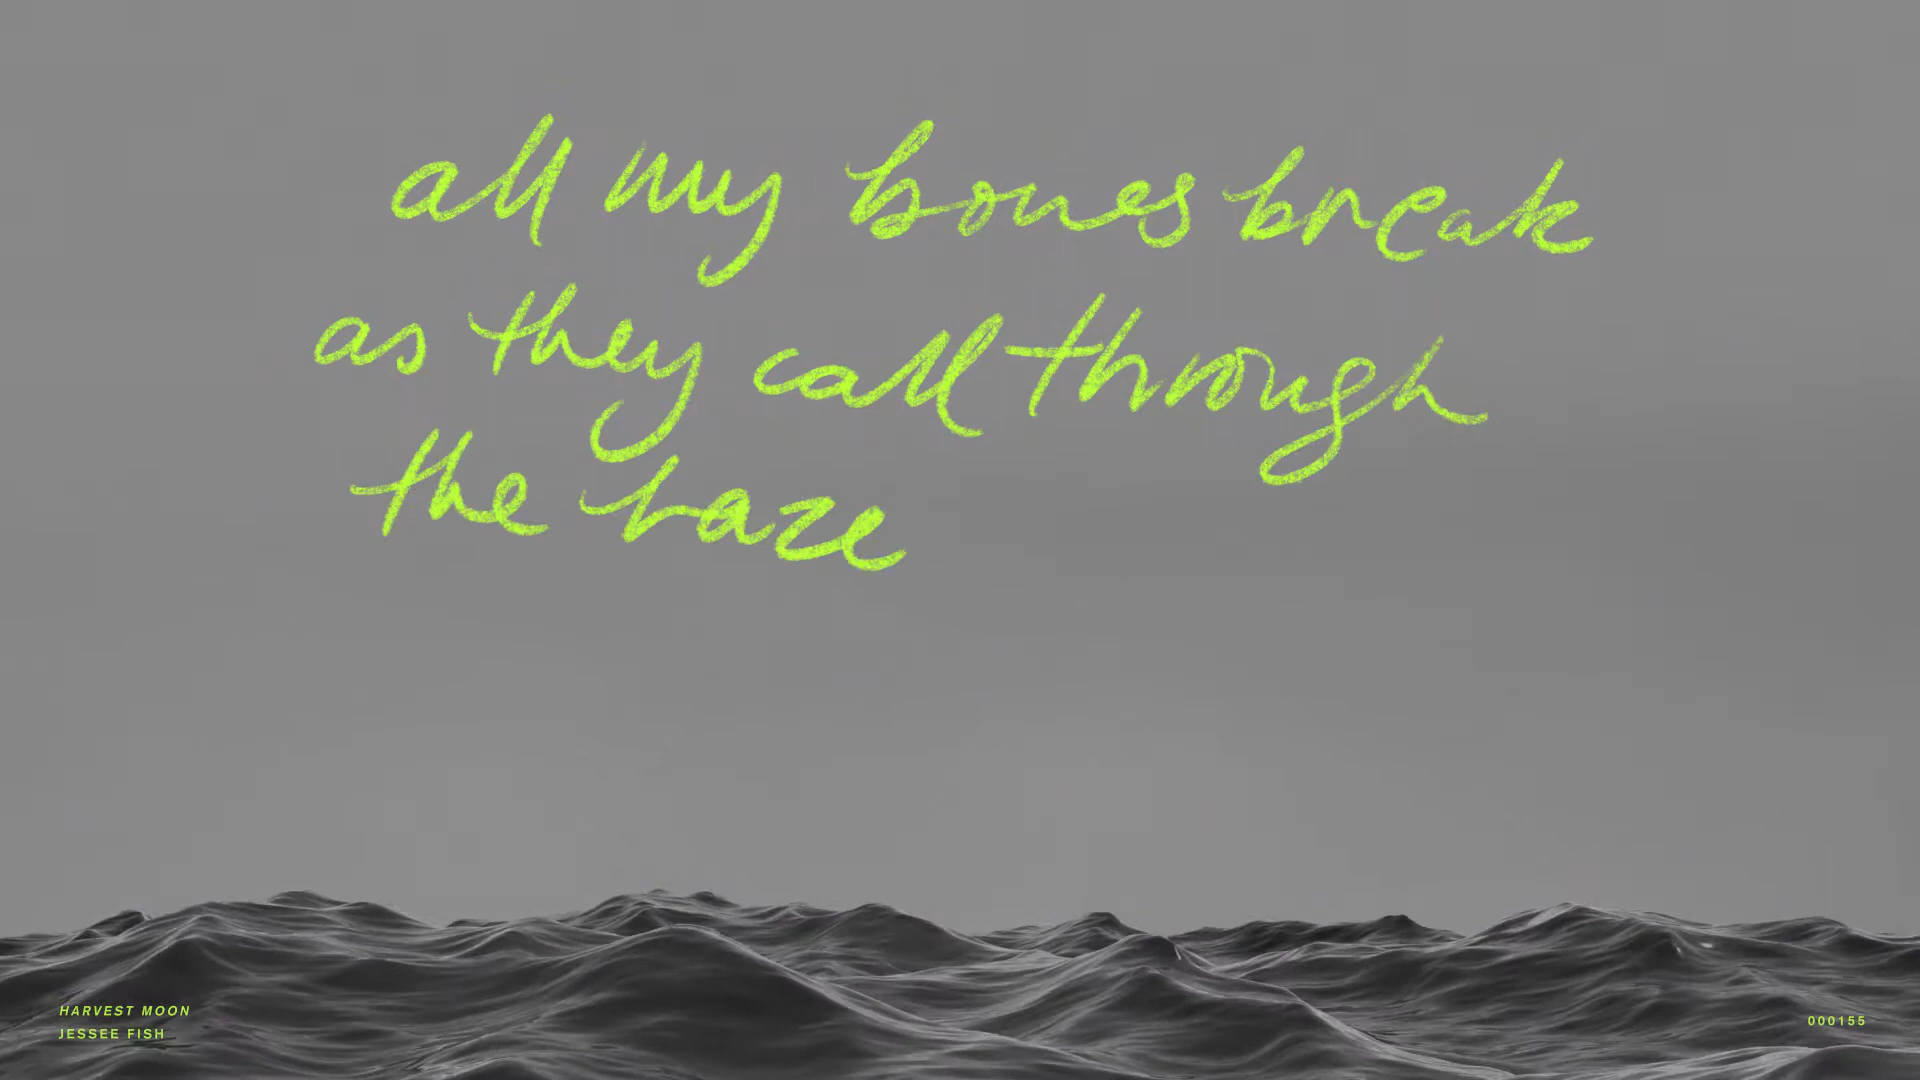 all my bones break
as they call through
the haze
HARVEST MOON
JESSEE FISH
000155